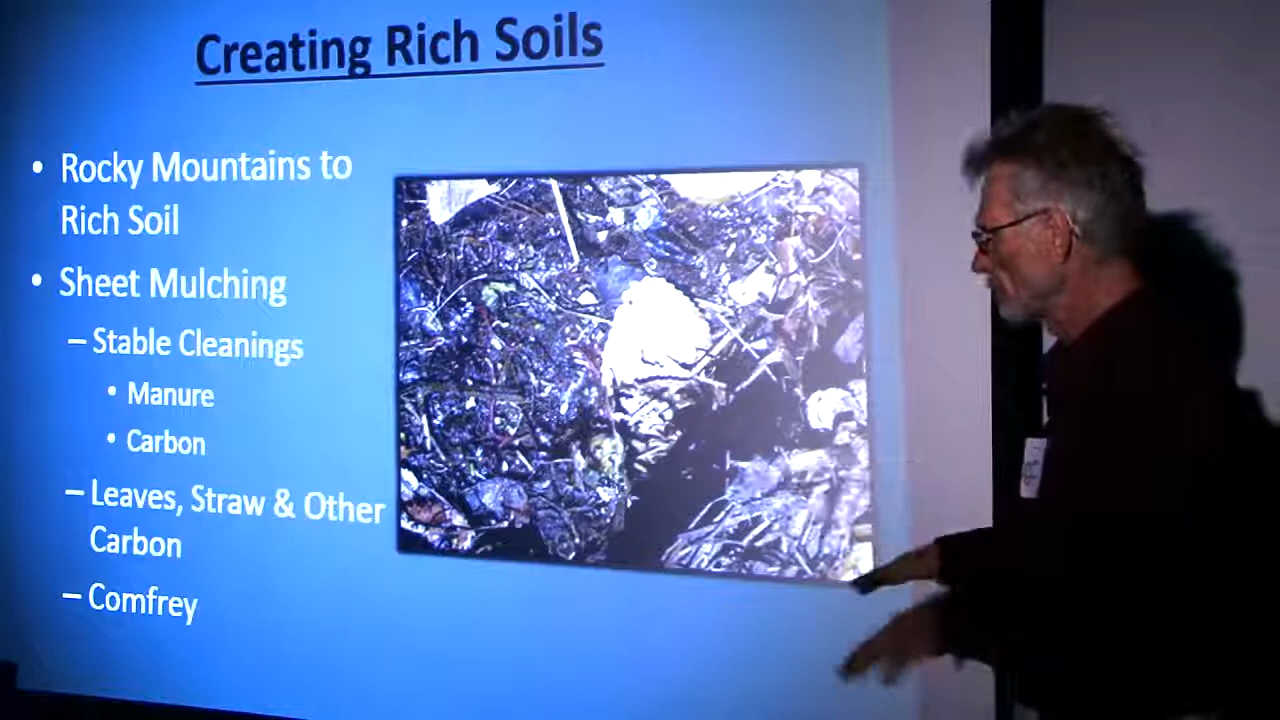 Creating Rich Soils
• Rocky Mountains to
Rich Soil
• Sheet Mulching
– Stable Cleanings
• Manure
• Carbon
– Leaves, Straw & Other
Carbon
– Comfrey